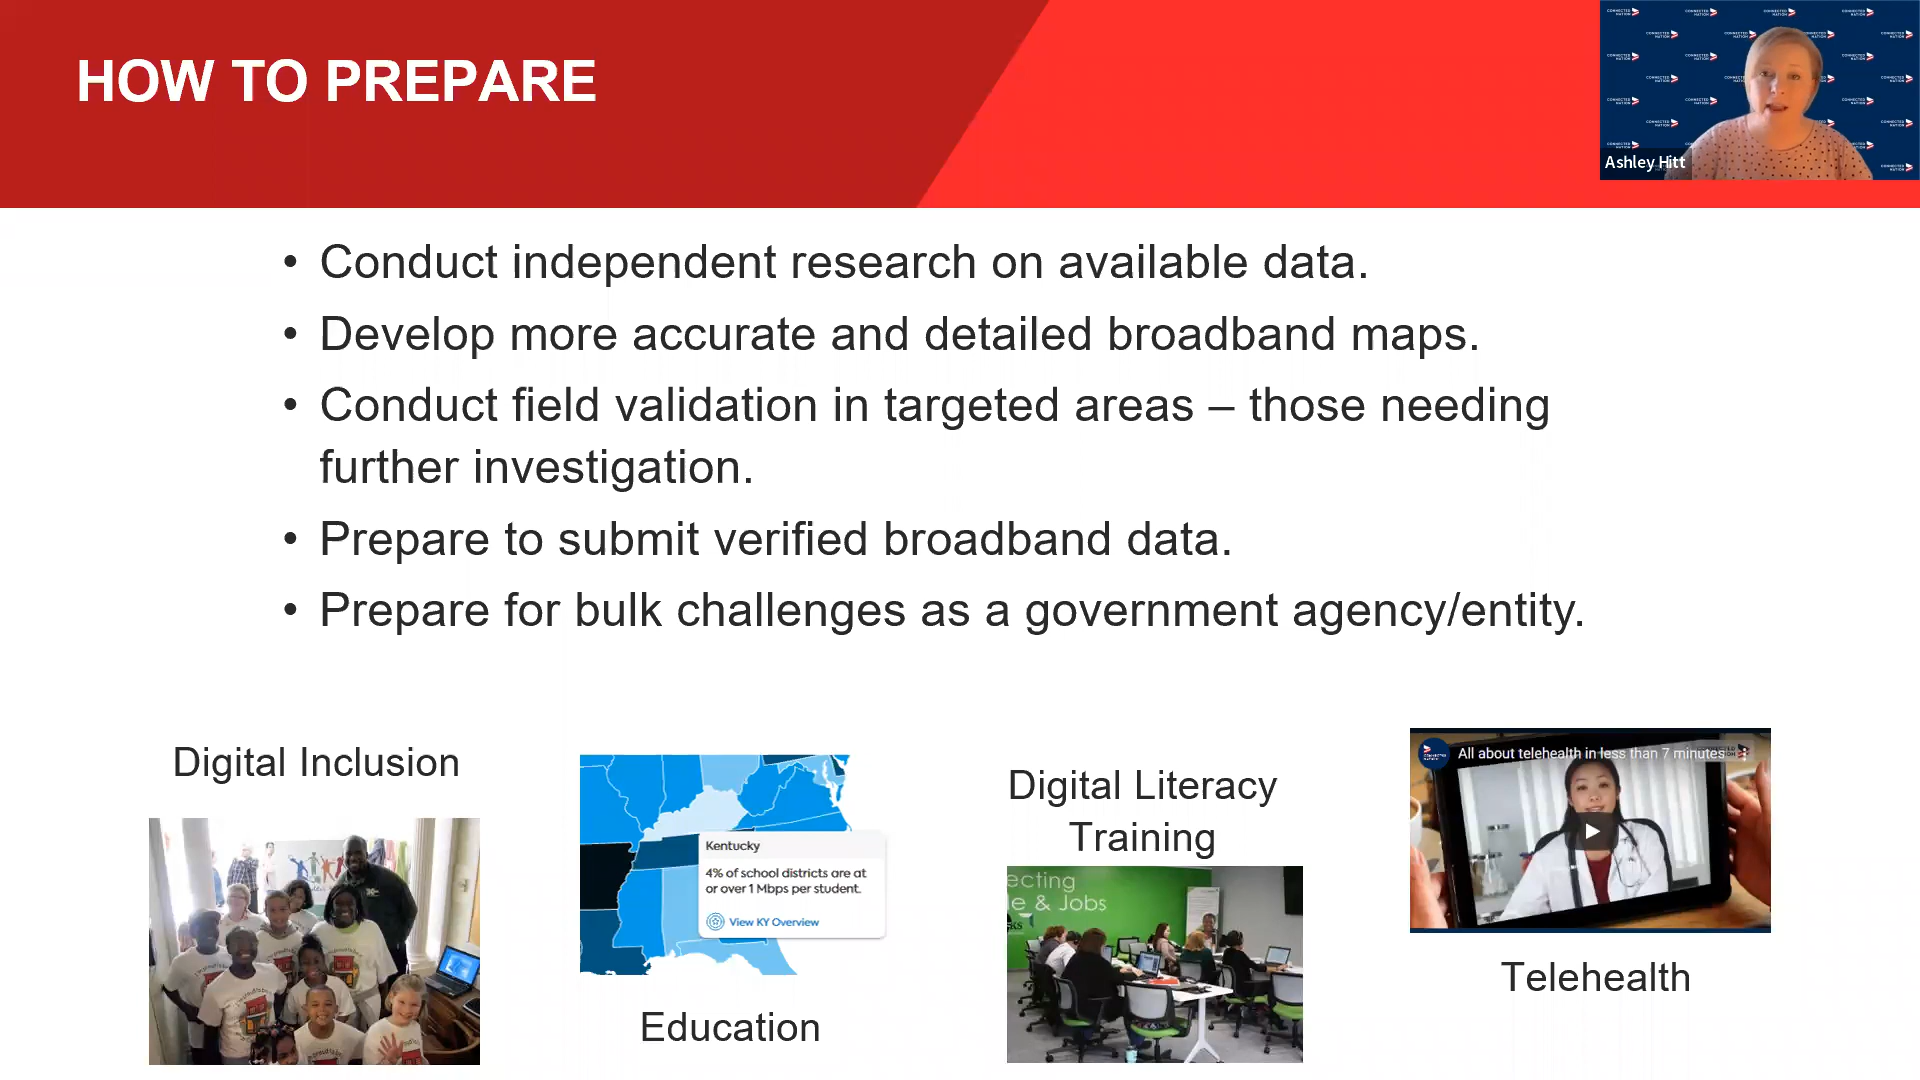 HOW TO PREPARE
CONNECTED NATION
Ashley Hitt
• Conduct independent research on available data.
• Develop more accurate and detailed broadband maps.
• Conduct field validation in targeted areas – those needing
further investigation.
• Prepare to submit verified broadband data.
• Prepare for bulk challenges as a government agency/entity.
Digital Inclusion
Kentucky
4% of school districts are at
or over 1 Mbps per student.
View KY Overview
Education
Digital Literacy
Training
ecting
e & Jobs
All about telehealth in less than 7 minutes
Telehealth